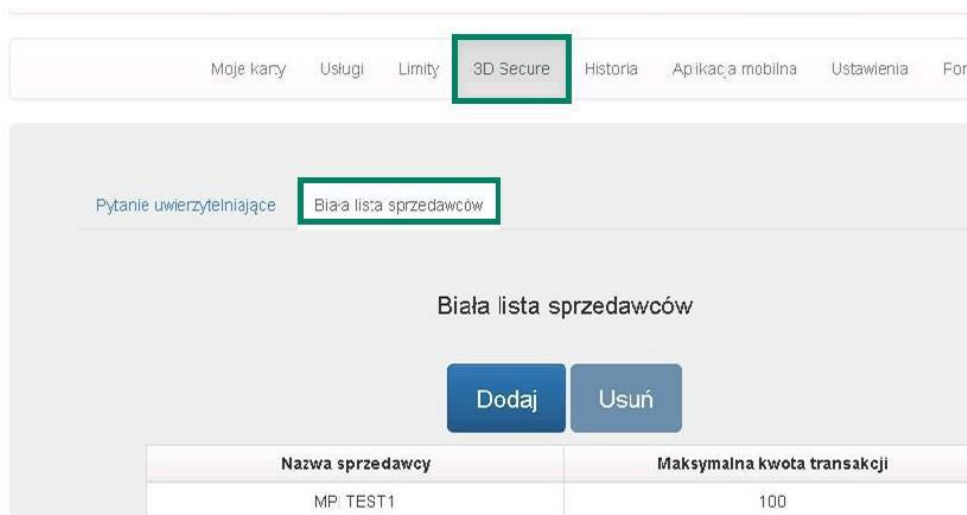 Moje karty Usługi Limity 3D Secure Historia Aplikacja mobilna Ustawienia For
Pytanie uwierzytelniające Biała lista sprzedawców
Biała lista sprzedawców
Dodaj Usuń
Nazwa sprzedawcy Maksymalna kwota transakcji
MPI TEST1 100